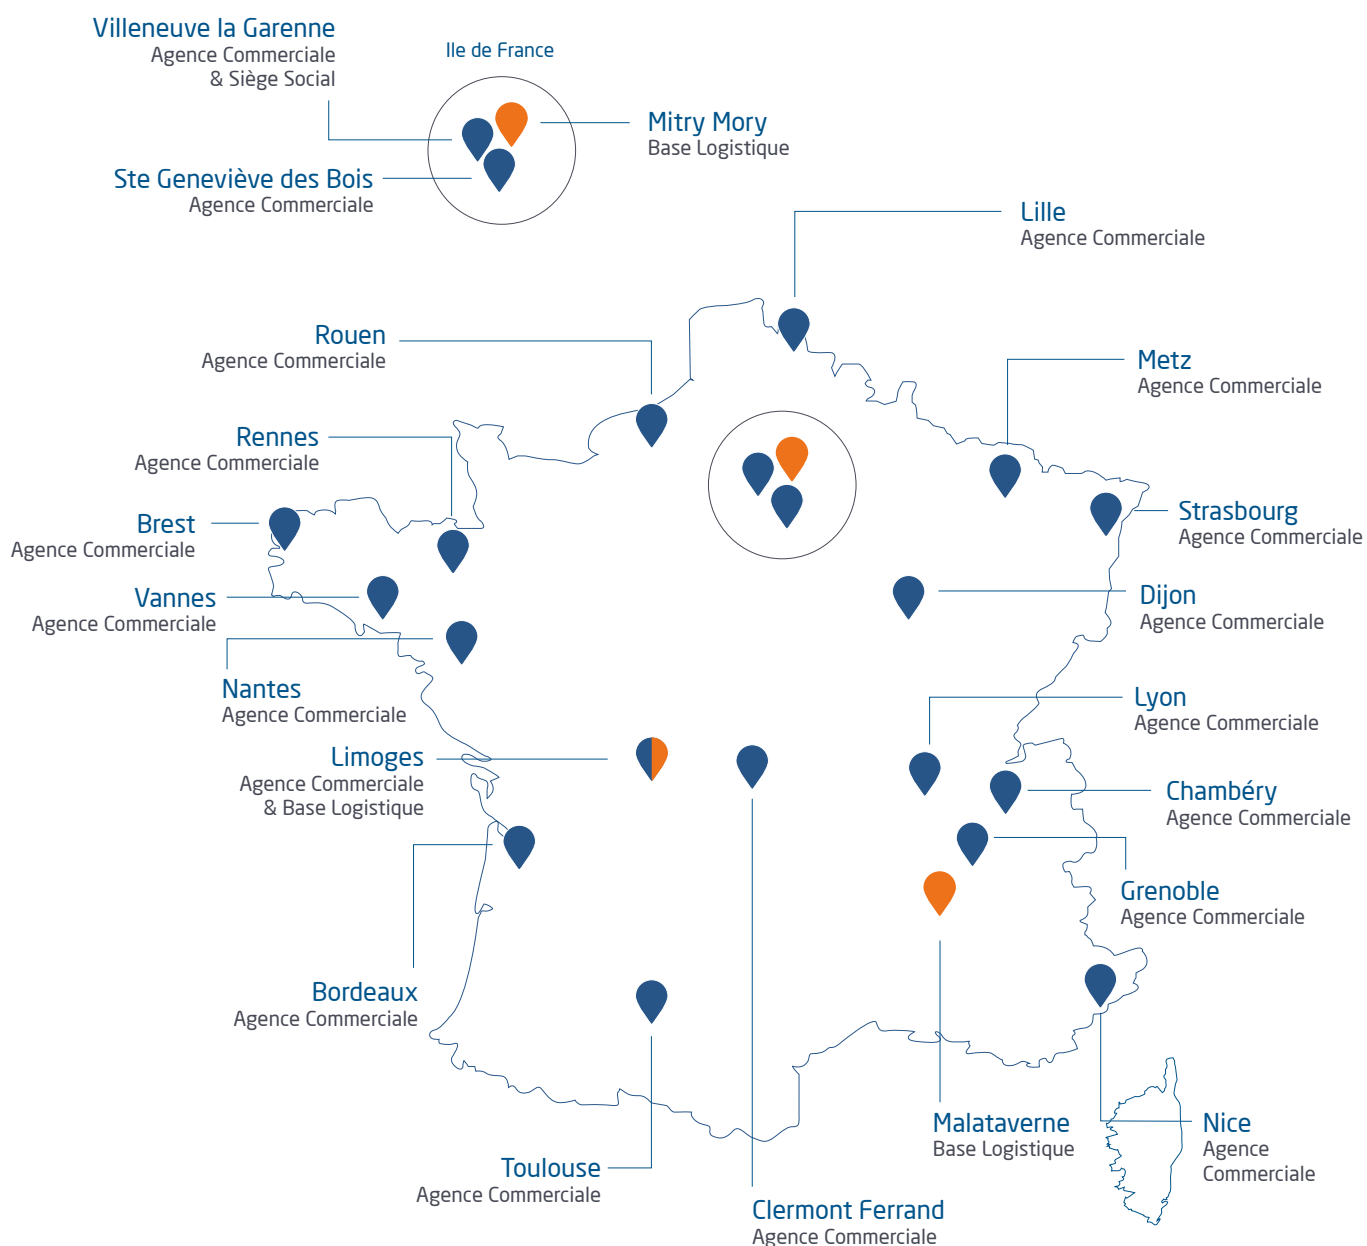 Villeneuve la Garenne
Agence Commerciale
& Siège Social
Ile de France
Mitry Mory
Base Logistique
Ste Geneviève des Bois
Agence Commerciale
Lille
Agence Commerciale
Rouen
Agence Commerciale
Metz
Agence Commerciale
Rennes
Agence Commerciale
Strasbourg
Agence Commerciale
Brest
Agence Commerciale
Vannes
Agence Commerciale
Dijon
Agence Commerciale
Nantes
Agence Commerciale
Lyon
Agence Commerciale
Limoges
Agence Commerciale
& Base Logistique
Chambéry
Agence Commerciale
Grenoble
Agence Commerciale
Bordeaux
Agence Commerciale
Malataverne
Base Logistique
Nice
Agence
Commerciale
Toulouse
Agence Commerciale
Clermont Ferrand
Agence Commerciale